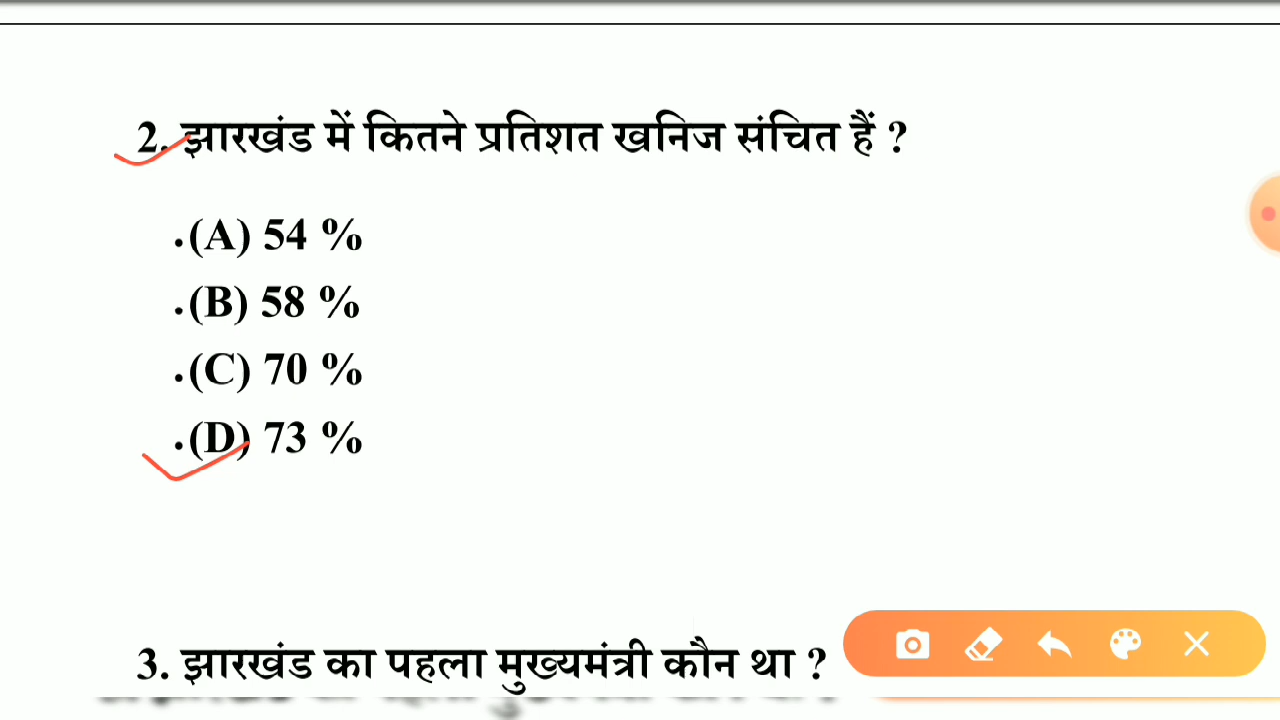 2. झारखंड में कितने प्रतिशत खनिज संचित हैं ?
.(A) 54 %
.(B) 58 %
.(C) 70 %
.(D) 73 %
3. झारखंड का पहला मुख्यमंत्री कौन था ?